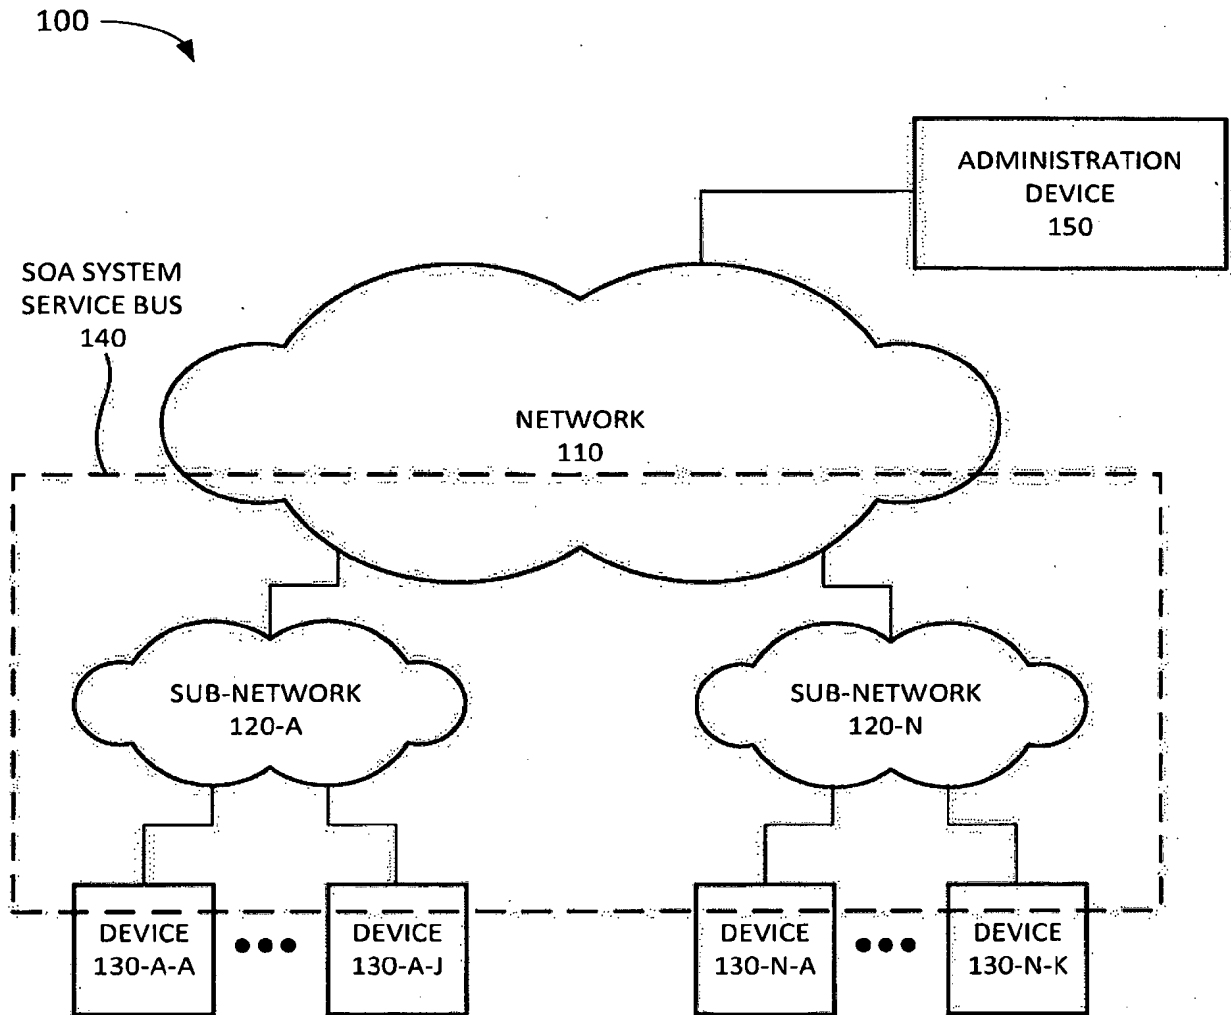 100
ADMINISTRATION
DEVICE
150
SOA SYSTEM
SERVICE BUS
140
NETWORK
110
SUB-NETWORK
120-A
SUB-NETWORK
120-N
DEVICE
130-A-A
DEVICE
130-A-J
DEVICE
130-N-A
DEVICE
130-N-K